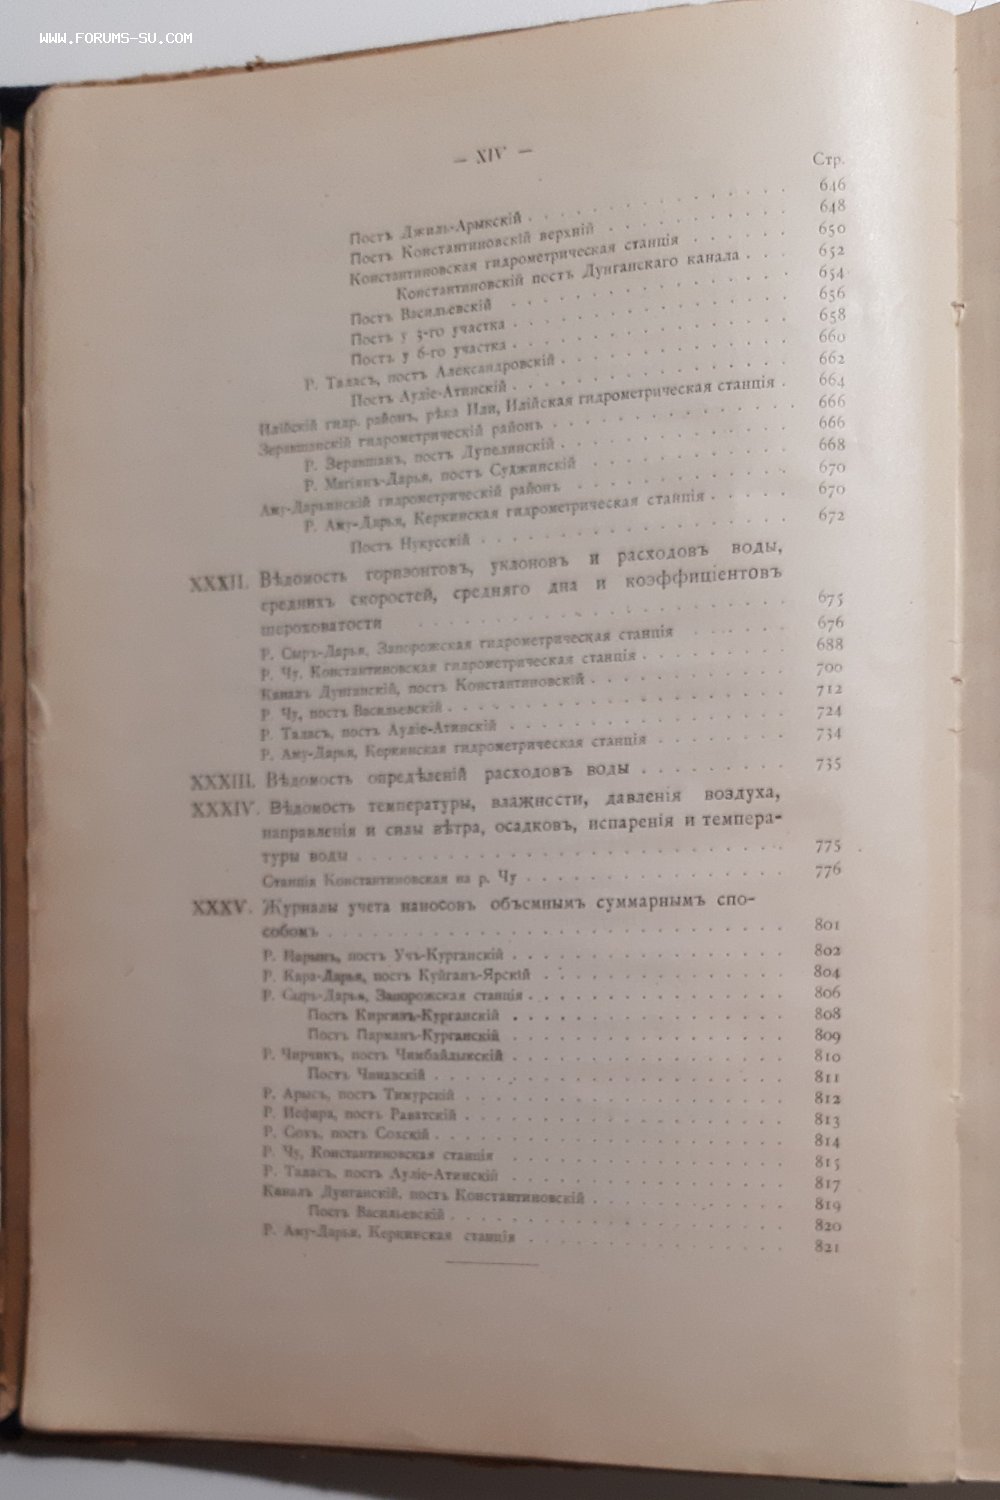 WWW.FORUMS-SU.COM
— XIV —
Стр.
Постъ Джиль-Арыкскій . . . . . . . . . . . . 646
Постъ Константиновскій верхній . . . . . . . . 648
Константиновская гидрометрическая станція . . . . . 650
Константиновскій постъ Дунганскаго канала . . . 652
Постъ Васильевскій . . . . . . . . . . . . . 654
Постъ у 3-го участка . . . . . . . . . . . . 656
Постъ у 6-го участка . . . . . . . . . . . . 658
Р. Таласъ, постъ Александровскій . . . . . . . . . 660
Постъ Ауліе-Атинскій . . . . . . . . . . . . 662
Илійскій гидр. районъ, рѣка Или, Илійская гидрометрическая станція . 664
Зеравшанскій гидрометрическій районъ . . . . . . . . . 666
Р. Зеравшанъ, постъ Дупелинскій . . . . . . . . . 666
Р. Магіянъ-Дарья, постъ Суджинскій . . . . . . . . 668
Аму-Дарьинскій гидрометрическій районъ . . . . . . . . 670
Р. Аму-Дарья, Керкинская гидрометрическая станція . . . . 670
Постъ Нукусскій . . . . . . . . . . . . . 672
XXXII. Вѣдомость горизонтовъ, уклоновъ и расходовъ воды,
среднихъ скоростей, средняго дна и коэффиціентовъ
шероховатости . . . . . . . . . . . . . 675
Р. Сыръ-Дарья, Запорожская гидрометрическая станція . . . . . 676
Р. Чу, Константиновская гидрометрическая станція . . . . . . 688
Каналъ Дунганскій, постъ Константиновскій . . . . . . . . 700
Р. Чу, постъ Васильевскій . . . . . . . . . . . . . 712
Р. Таласъ, постъ Ауліе-Атинскій . . . . . . . . . . . 724
Р. Аму-Дарья, Керкинская гидрометрическая станція . . . . . . 734
XXXIII. Вѣдомость опредѣленій расходовъ воды . . . . . . . 735
XXXIV. Вѣдомость температуры, влажности, давленія воздуха,
направленія и силы вѣтра, осадковъ, испаренія и темпера-
туры воды . . . . . . . . . . . . . . . . 775
Станція Константиновская на р. Чу . . . . . . . . . . 776
XXXV. Журналы учета наносовъ объемнымъ суммарнымъ спо-
собомъ . . . . . . . . . . . . . . . . . 801
Р. Нарынъ, постъ Учъ-Курганскій . . . . . . . . . . . 802
Р. Кара-Дарья, постъ Куйганъ-Ярскій . . . . . . . . . . 804
Р. Сыръ-Дарья, Запорожская станція . . . . . . . . . . 806
Постъ Киргизъ-Курганскій . . . . . . . . . . . 808
Постъ Парманъ-Курганскій . . . . . . . . . . . 809
Р. Чирчикъ, постъ Чимбайлыкскій . . . . . . . . . . . 810
Постъ Чиназскій . . . . . . . . . . . . . . 811
Р. Арысь, постъ Тимурскій . . . . . . . . . . . . . 812
Р. Исфара, постъ Раватскій . . . . . . . . . . . . . 813
Р. Сохъ, постъ Сохскій . . . . . . . . . . . . . . 814
Р. Чу, Константиновская станція . . . . . . . . . . . 815
Р. Таласъ, постъ Ауліе-Атинскій . . . . . . . . . . . 817
Каналъ Дунганскій, постъ Константиновскій . . . . . . . . 819
Постъ Васильевскій . . . . . . . . . . . . . 820
Р. Аму-Дарья, Керкинская станція . . . . . . . . . . 821